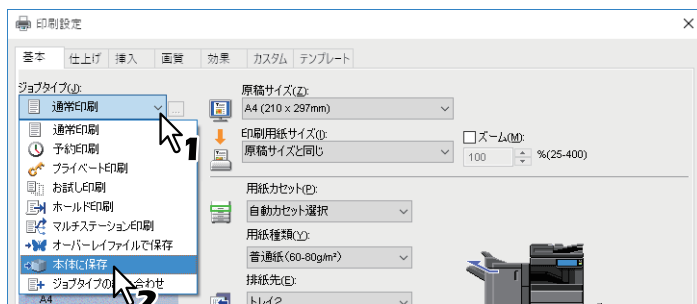 印刷設定
基本 仕上げ 挿入 画質 効果 カスタム テンプレート
ジョブタイプ(J):
通常印刷
...
通常印刷
予約印刷
プライベート印刷
お試し印刷
ホールド印刷
マルチステーション印刷
オーバーレイファイルで保存
本体に保存
ジョブタイプの 合わせ
A4
1
2
原稿サイズ(Z):
A4 (210 x 297mm)
印刷用紙サイズ(I):
原稿サイズと同じ
ズーム(M):
100 %(25-400)
用紙カセット(P):
自動カセット選択
用紙種類(Y):
普通紙(60-80g/m²)
排紙先(E):
トレイ2